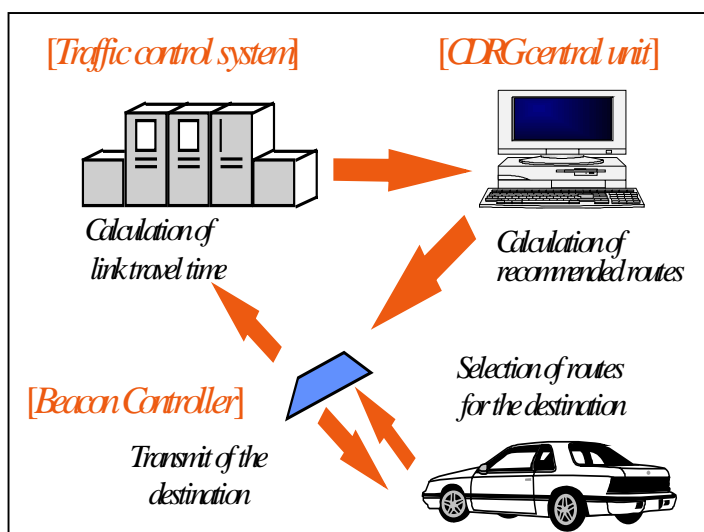 [Traffic control system]
[CDRG central unit]
Calculation of
link travel time
Calculation of
recommended routes
[Beacon Controller]
Selection of routes
for the destination
Transmit of the
destination